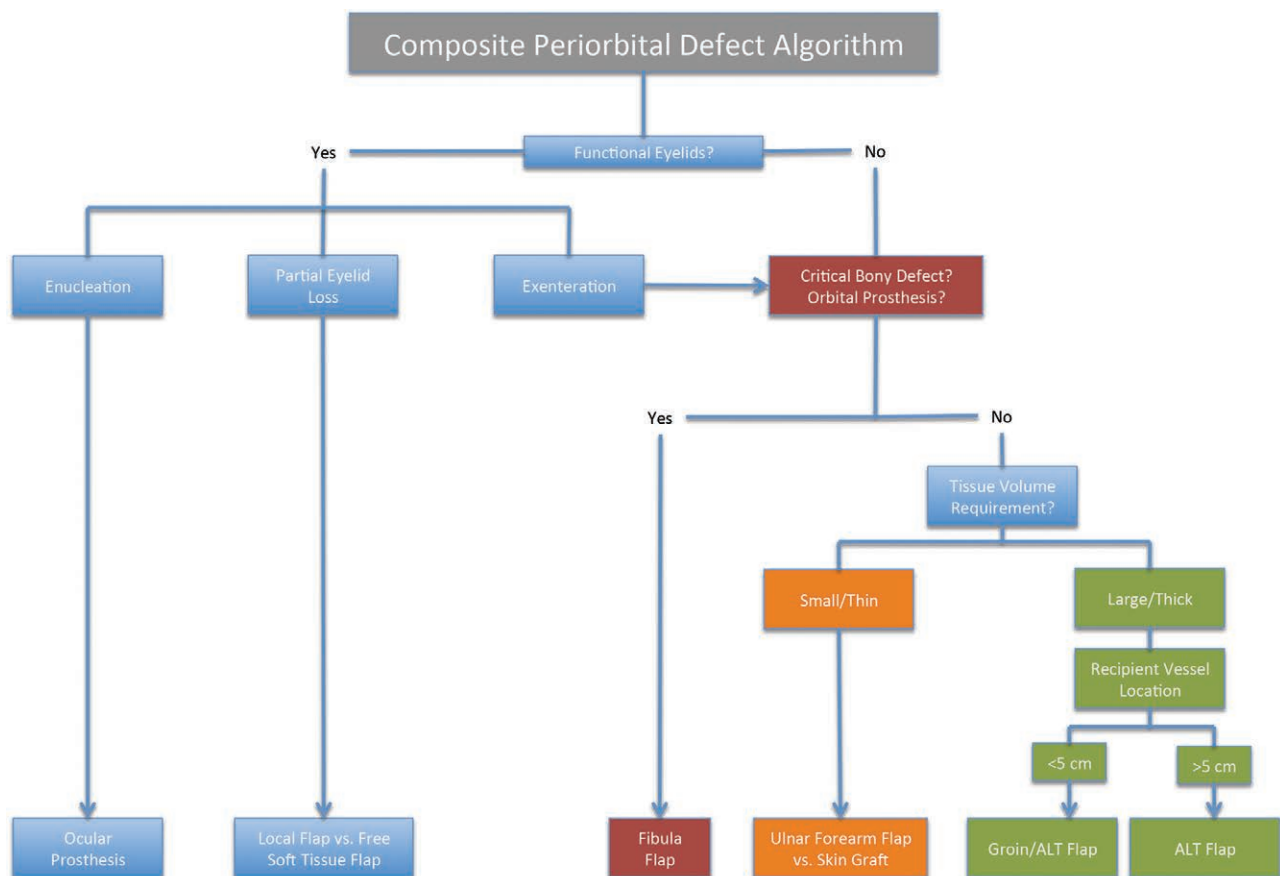 Composite Periorbital Defect Algorithm
Functional Eyelids?
Yes
No
Enucleation
Partial Eyelid
Loss
Exenteration
Critical Bony Defect?
Orbital Prosthesis?
Yes
No
Tissue Volume
Requirement?
Small/Thin
Large/Thick
Recipient Vessel
Location
<5 cm
>5 cm
Ocular
Prosthesis
Local Flap vs. Free
Soft Tissue Flap
Fibula
Flap
Ulnar Forearm Flap
vs. Skin Graft
Groin/ALT Flap
ALT Flap